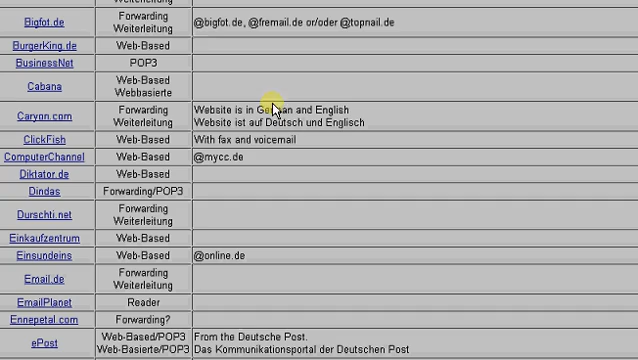 Weiterleitung
Bigfot.de
Forwarding
Weiterleitung
@bigfot.de, @fremail.de or/oder @topnail.de
BurgerKing.de
Web-Based
BusinessNet
POP3
Cabana
Web-Based
Webbasierte
Caryon.com
Forwarding
Weiterleitung
Website is in German and English
Website ist auf Deutsch und Englisch
ClickFish
Web-Based
With fax and voicemail
ComputerChannel
Web-Based
@mycc.de
Diktator.de
Web-Based
Dindas
Forwarding/POP3
Durschti.net
Forwarding
Weiterleitung
Einkaufzentrum
Web-Based
Einsundeins
Web-Based
@online.de
Email.de
Forwarding
Weiterleitung
EmailPlanet
Reader
Ennepetal.com
Forwarding?
ePost
Web-Based/POP3
Web-Basierte/POP3
From the Deutsche Post.
Das Kommunikationsportal der Deutschen Post